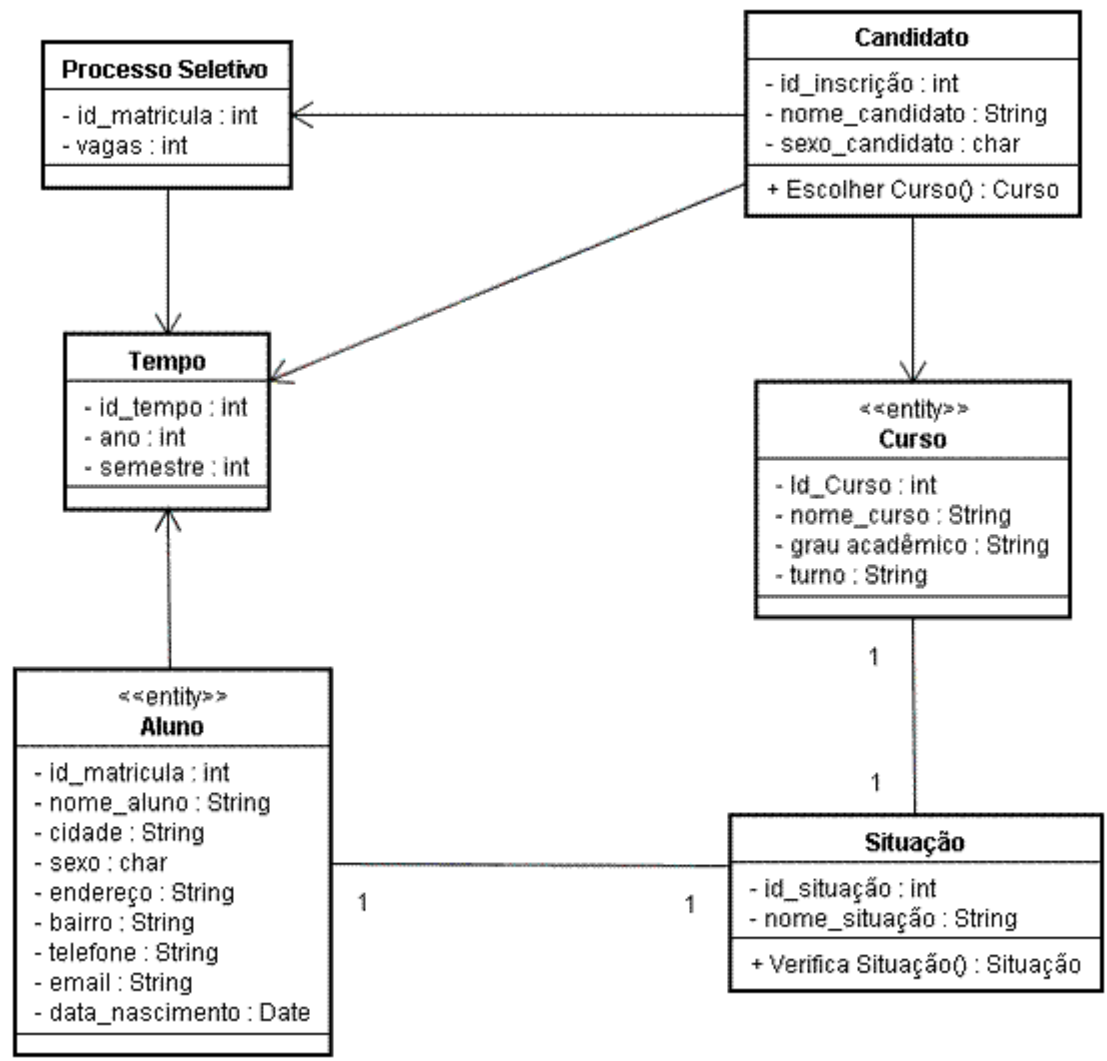 Processo Seletivo
- id_matricula : int
- vagas : int
Candidato
- id_inscrição : int
- nome_candidato : String
- sexo_candidato : char
+ Escolher Curso() : Curso
Tempo
- id_tempo : int
- ano : int
- semestre : int
<<entity>>
Curso
- Id_Curso : int
- nome_curso : String
- grau acadêmico : String
- turno : String
1
1
<<entity>>
Aluno
- id_matricula : int
- nome_aluno : String
- cidade : String
- sexo : char
- endereço : String
- bairro : String
- telefone : String
- email : String
- data_nascimento : Date
1
1
Situação
- id_situação : int
- nome_situação : String
+ Verifica Situação() : Situação